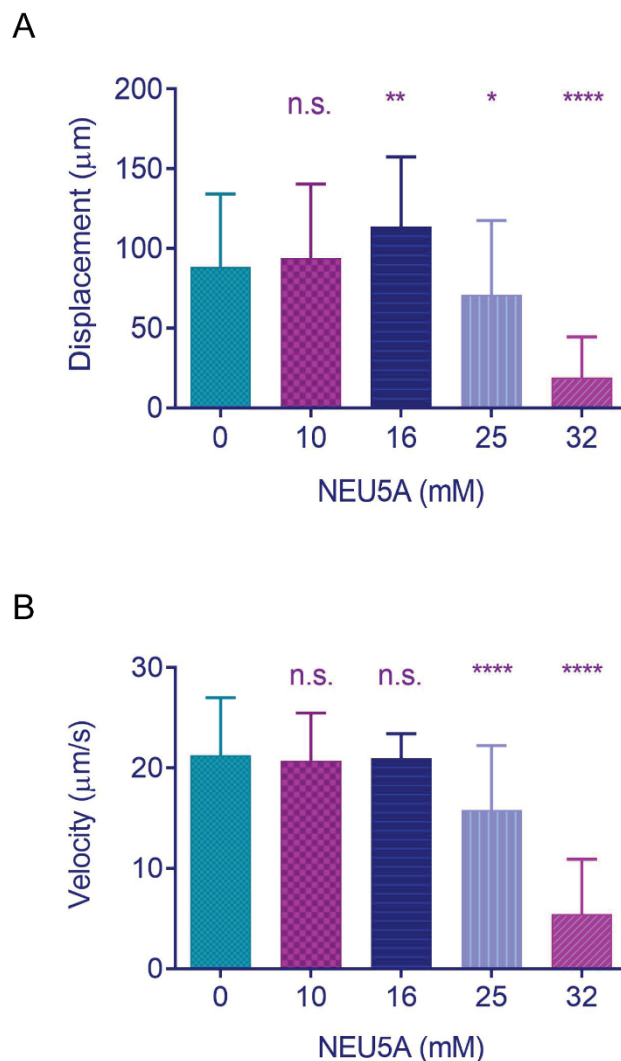 A
Displacement (μm)
200
150
100
50
0
n.s.
**
*
****
0 10 16 25 32
NEU5A (mM)
B
Velocity (μm/s)
30
20
10
0
n.s.
n.s.
****
****
0 10 16 25 32
NEU5A (mM)